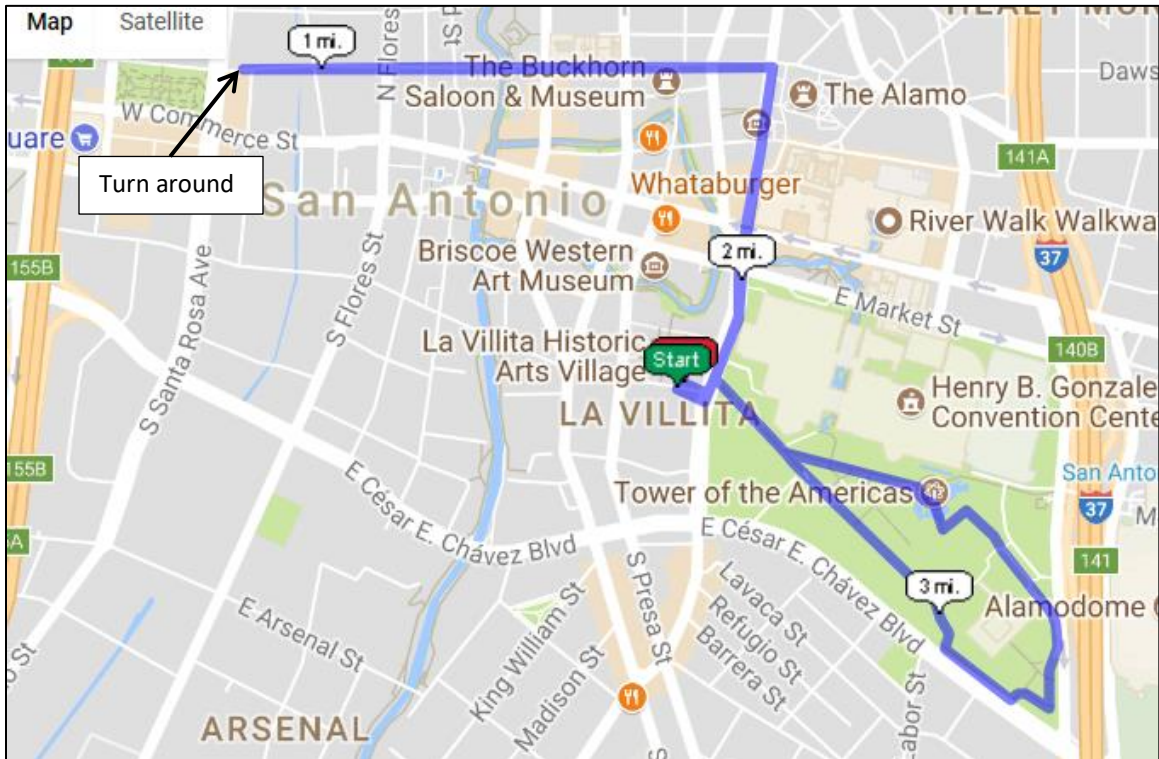 Map
Satellite
1 mi.
N Flores
The Buckhorn
Saloon & Museum
Daws
The Alamo
W Commerce St
uare
Turn around
141A
San Antonio
Whataburger
River Walk Walkwa
37
155B
Briscoe Western
Art Museum
2 mi.
E Market St
S Santa Rosa Ave
S Flores St
La Villita Historic
Arts Village
Start
140B
LA VILLITA
Henry B. Gonzale
Convention Cente
155B
E César E. Chávez Blvd
Tower of the Americas
San Anto
37
M
E César E. Chávez Blvd
141
S Presa St
3 mi.
Alamodome
E Arsenal St
King William St
Madison St
Lavaca St
Refugio St
Barrera St
Labor St
ARSENAL